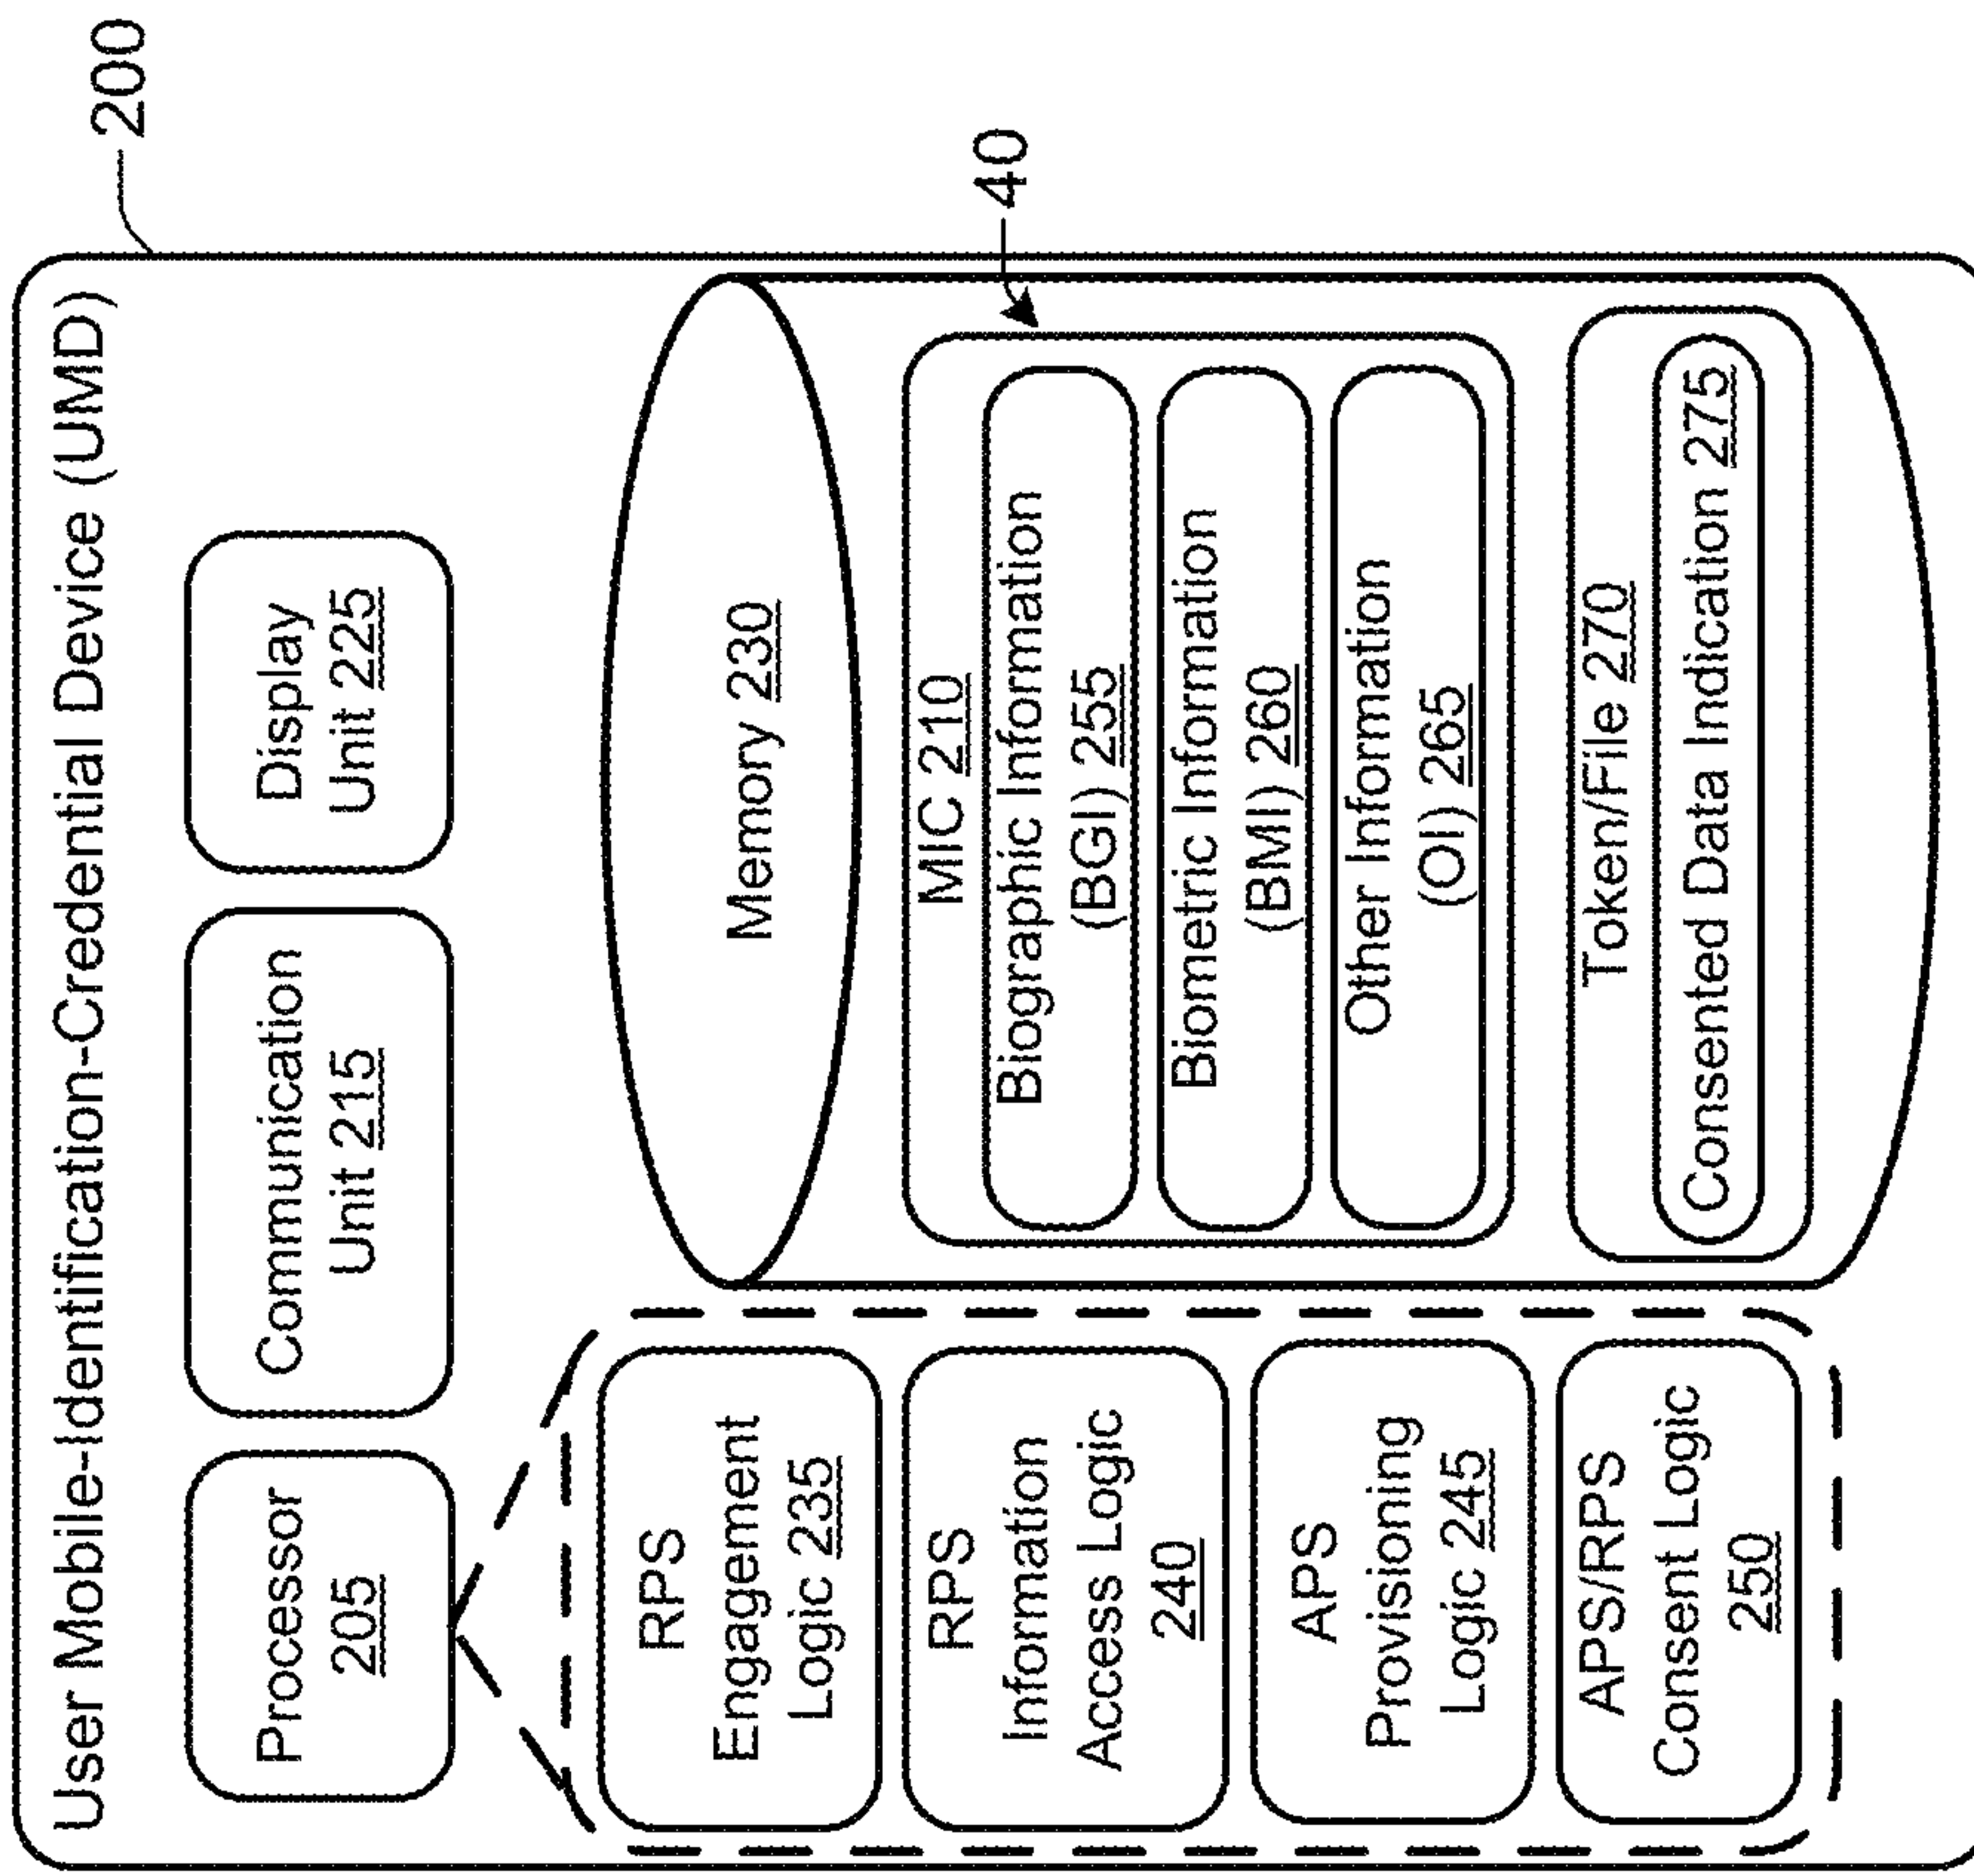 200
User Mobile-Identification-Credential Device (UMD)
Processor
205
Communication
Unit 215
Display
Unit 225
RPS
Engagement
Logic 235
RPS
Information
Access Logic
240
APS
Provisioning
Logic 245
APS/RPS
Consent Logic
250
Memory 230
40
MIC 210
Biographic Information
(BGI) 255
Biometric Information
(BMI) 260
Other Information
(OI) 265
Token/File 270
Consented Data Indication 275